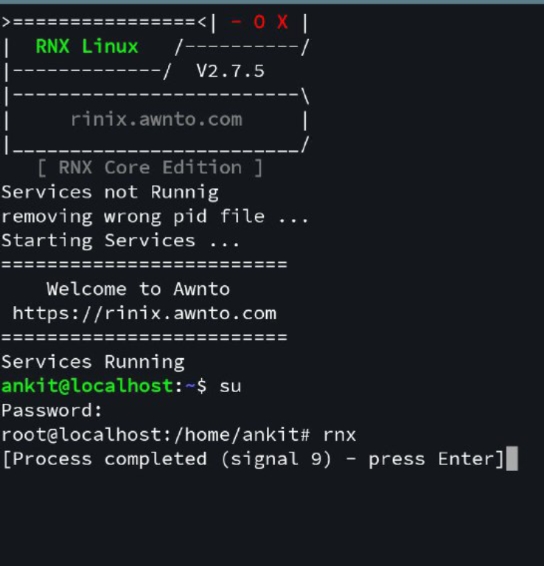 >================<| - O X |
|  RNX Linux   /----------/
|-------------/  V2.7.5
|-------------------------\
|     rinix.awnto.com     |
|_________________________/
   [ RNX Core Edition ]
Services not Runnig
removing wrong pid file ...
Starting Services ...
=========================
    Welcome to Awnto
 https://rinix.awnto.com
=========================
Services Running
ankit@localhost:~$ su
Password:
root@localhost:/home/ankit# rnx
[Process completed (signal 9) - press Enter]